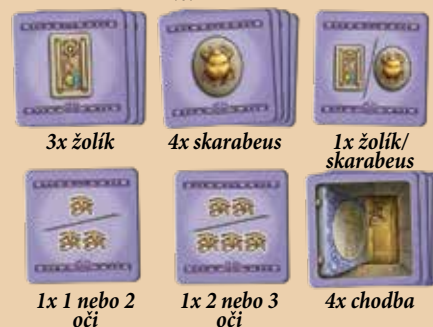 3x žolík 4x skarabeus 1x žolík/
skarabeus
1x 1 nebo 2 1x 2 nebo 3 4x chodba
oči oči